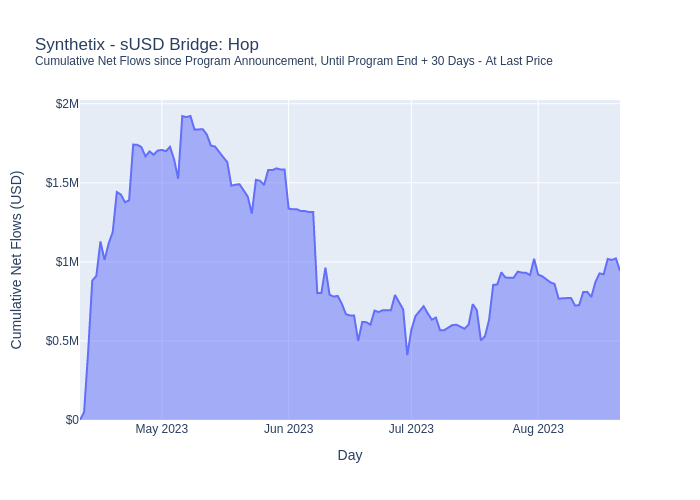 Synthetix - sUSD Bridge: Hop
Cumulative Net Flows since Program Announcement, Until Program End + 30 Days - At Last Price
$2M
$1.5M
$1M
$0.5M
$0
Cumulative Net Flows (USD)
May 2023
Jun 2023
Jul 2023
Aug 2023
Day